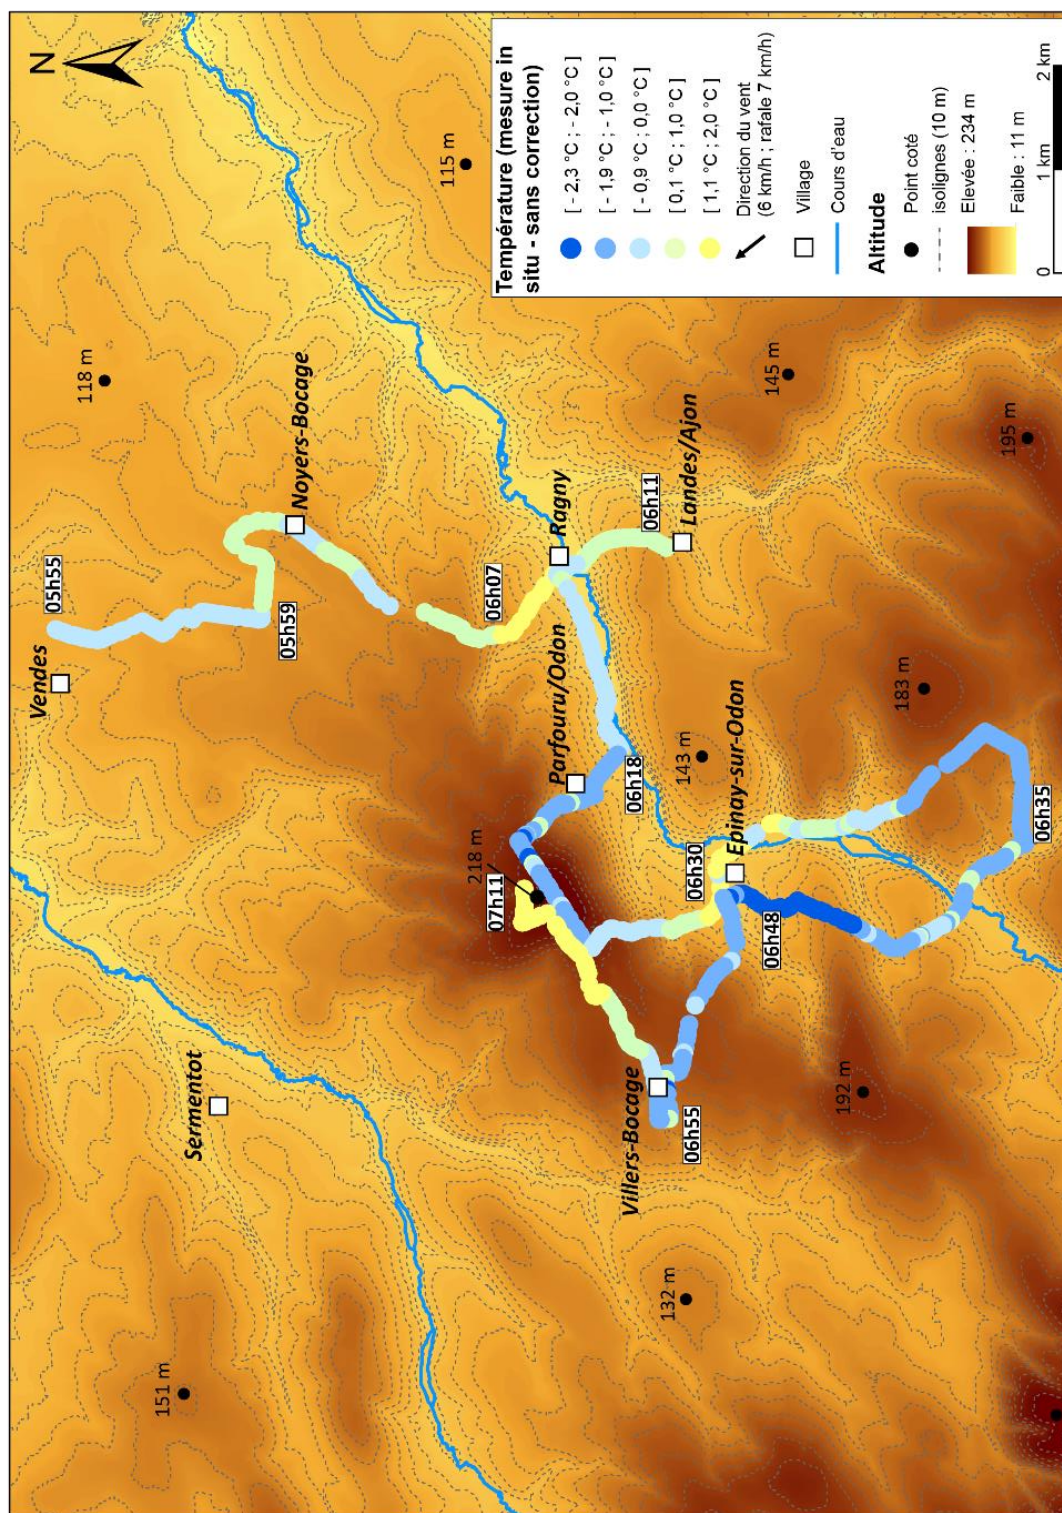 N
Température (mesure in
situ - sans correction)
[ - 2,3 °C ; - 2,0 °C ]
[ - 1,9 °C ; - 1,0 °C ]
[ - 0,9 °C ; 0,0 °C ]
[ 0,1 °C ; 1,0 °C ]
[ 1,1 °C ; 2,0 °C ]
Direction du vent
(6 km/h ; rafale 7 km/h)
Village
Cours d'eau
Altitude
Point coté
isolignes (10 m)
Elevée : 234 m
Faible : 11 m
0
1 km
2 km
151 m
Sermentot
Vendes
05h55
118 m
05h59
Noyers-Bocage
115 m
218 m
07h11
06h07
Parfouru/Odon
Ragny
06h18
06h11
Landes/Ajon
132 m
Villers-Bocage
06h55
06h30
Epinay-sur-Odon
143 m
06h48
145 m
192 m
183 m
06h35
195 m